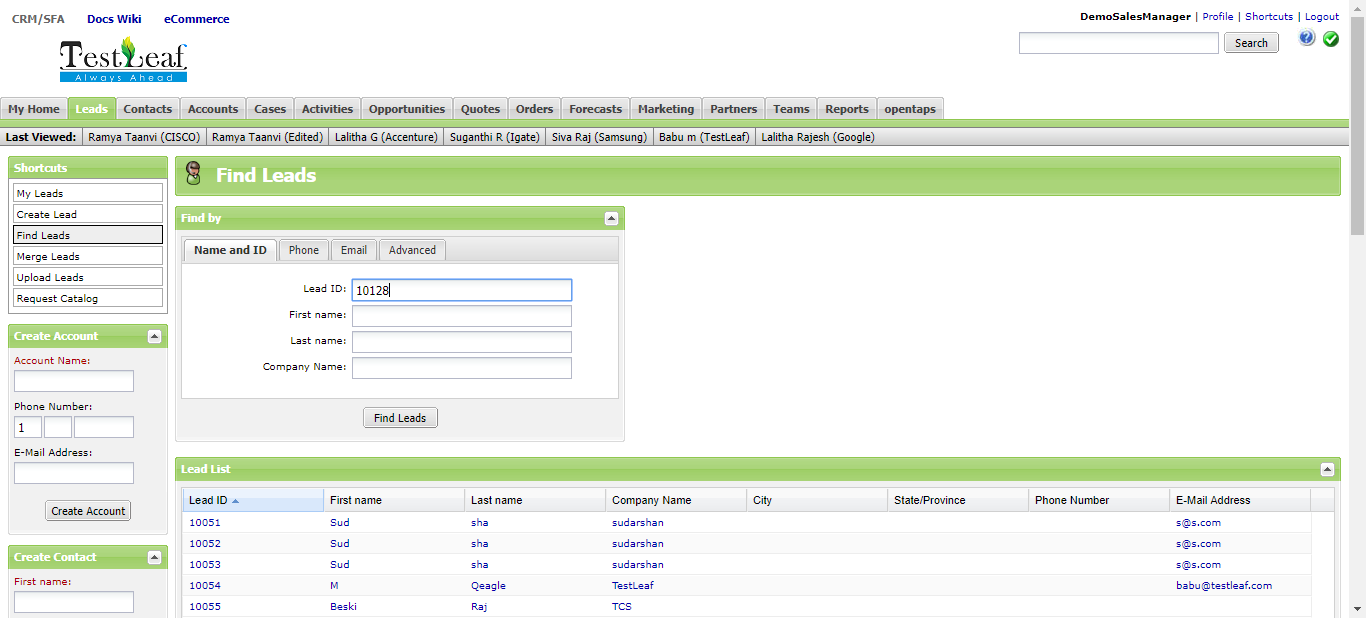 CRM/SFA Docs Wiki eCommerce
DemoSalesManager | Profile | Shortcuts | Logout
TestLeaf
Always Ahead
Search
?
My Home Leads Contacts Accounts Cases Activities Opportunities Quotes Orders Forecasts Marketing Partners Teams Reports opentaps
Last Viewed: Ramya Taanvi (CISCO) Ramya Taanvi (Edited) Lalitha G (Accenture) Suganthi R (Igate) Siva Raj (Samsung) Babu m (TestLeaf) Lalitha Rajesh (Google)
Shortcuts
My Leads
Create Lead
Find Leads
Merge Leads
Upload Leads
Request Catalog
Create Account
Account Name:
Phone Number:
1
E-Mail Address:
Create Account
Create Contact
First name:
Find Leads
Find by
Name and ID Phone Email Advanced
Lead ID: 10128
First name:
Last name:
Company Name:
Find Leads
Lead List
Lead ID First name Last name Company Name City State/Province Phone Number E-Mail Address
10051 Sud sha sudarshan s@s.com
10052 Sud sha sudarshan s@s.com
10053 Sud sha sudarshan s@s.com
10054 M Qeagle TestLeaf babu@testleaf.com
10055 Beski Raj TCS